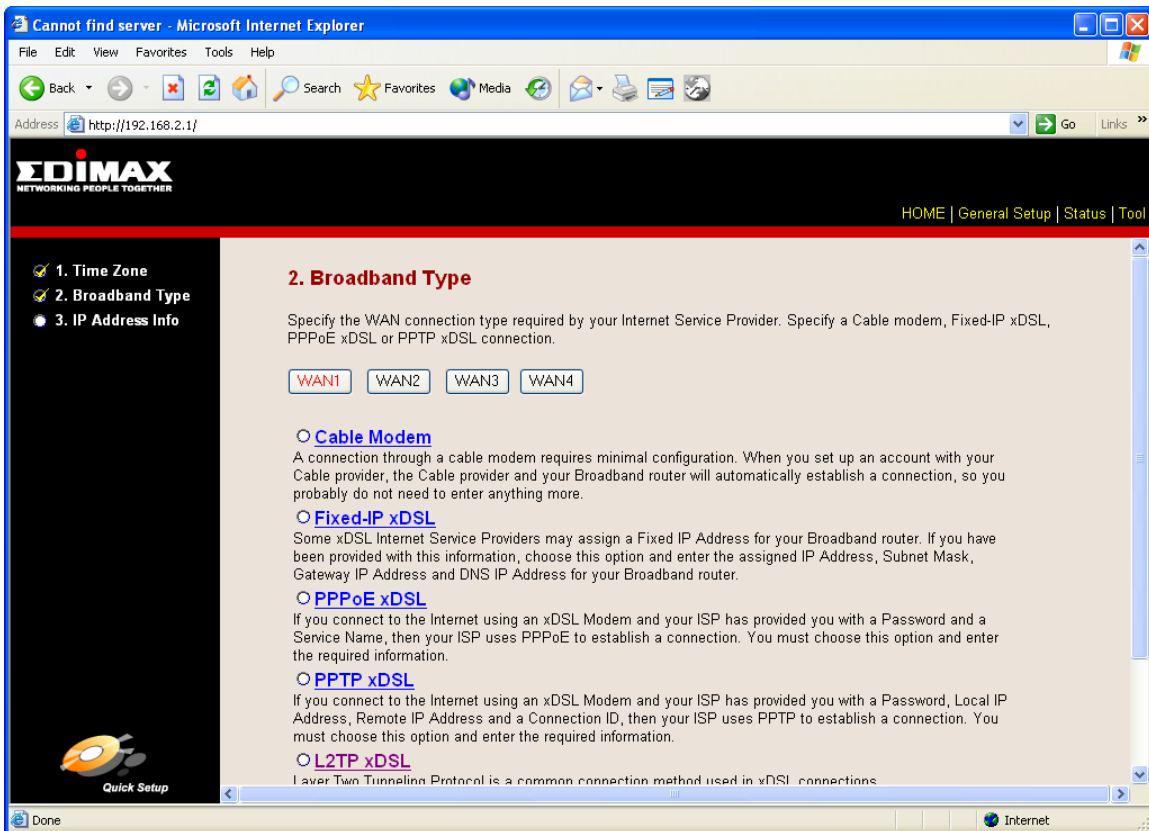 Cannot find server - Microsoft Internet Explorer
File Edit View Favorites Tools Help
Back Search Favorites Media
Address http://192.168.2.1/ Go Links »
EDIMAX
NETWORKING PEOPLE TOGETHER
HOME | General Setup | Status | Tool
1. Time Zone
2. Broadband Type
3. IP Address Info
2. Broadband Type
Specify the WAN connection type required by your Internet Service Provider. Specify a Cable modem, Fixed-IP xDSL,
PPPoE xDSL or PPTP xDSL connection.
WAN1 WAN2 WAN3 WAN4
Cable Modem
A connection through a cable modem requires minimal configuration. When you set up an account with your
Cable provider, the Cable provider and your Broadband router will automatically establish a connection, so you
probably do not need to enter anything more.
Fixed-IP xDSL
Some xDSL Internet Service Providers may assign a Fixed IP Address for your Broadband router. If you have
been provided with this information, choose this option and enter the assigned IP Address, Subnet Mask,
Gateway IP Address and DNS IP Address for your Broadband router.
PPPoE xDSL
If you connect to the Internet using an xDSL Modem and your ISP has provided you with a Password and a
Service Name, then your ISP uses PPPoE to establish a connection. You must choose this option and enter
the required information.
PPTP xDSL
If you connect to the Internet using an xDSL Modem and your ISP has provided you with a Password, Local IP
Address, Remote IP Address and a Connection ID, then your ISP uses PPTP to establish a connection. You
must choose this option and enter the required information.
L2TP xDSL
Layer Two Tunneling Protocol is a common connection method used in xDSL connections
Quick Setup
Done Internet